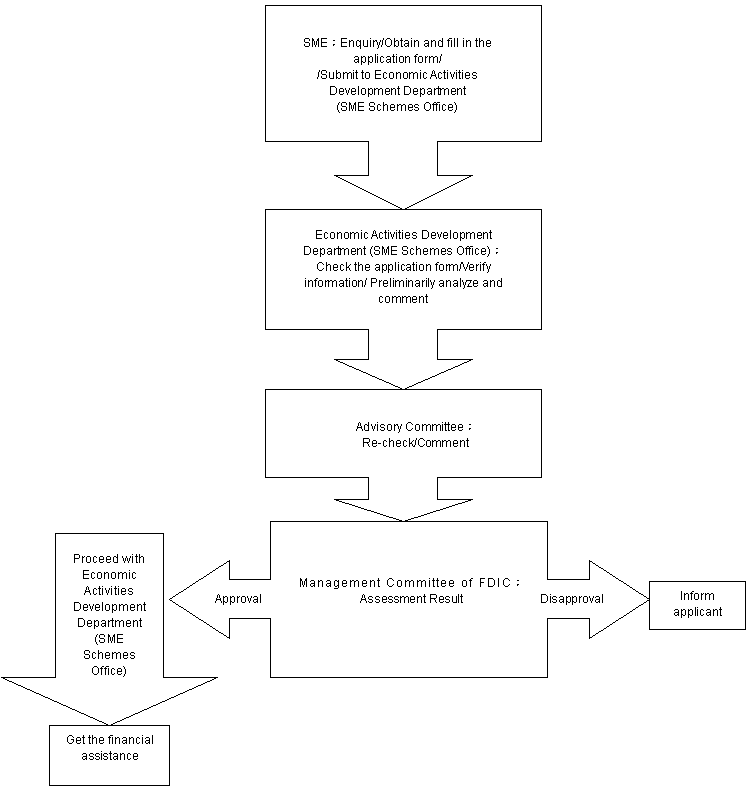 SME：Enquiry/Obtain and fill in the
application form/
/Submit to Economic Activities
Development Department
(SME Schemes Office)
Economic Activities Development
Department (SME Schemes Office)：
Check the application form/Verify
information/ Preliminarily analyze and
comment
Advisory Committee：
Re-check/Comment
Management Committee of FDIC：
Assessment Result
Approval
Disapproval
Inform
applicant
Proceed with
Economic
Activities
Development
Department
(SME
Schemes
Office)
Get the financial
assistance